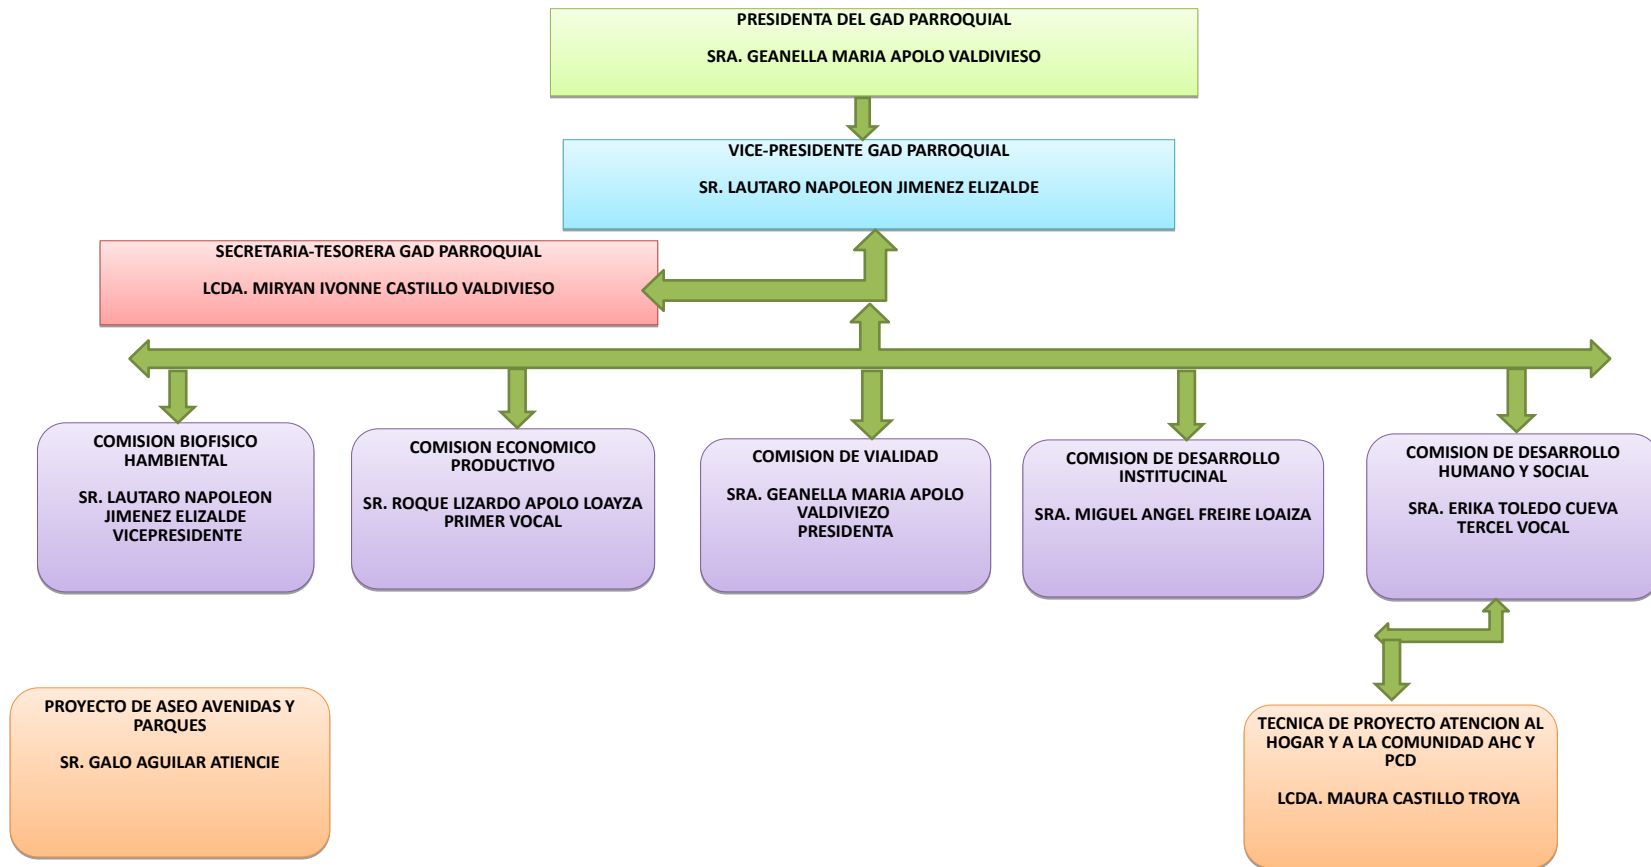 PRESIDENTA DEL GAD PARROQUIAL
SRA. GEANELLA MARIA APOLO VALDIVIESO
VICE-PRESIDENTE GAD PARROQUIAL
SR. LAUTARO NAPOLEON JIMENEZ ELIZALDE
SECRETARIA-TESORERA GAD PARROQUIAL
LCDA. MIRYAN IVONNE CASTILLO VALDIVIESO
COMISION BIOFISICO
HAMBIENTAL
SR. LAUTARO NAPOLEON
JIMENEZ ELIZALDE
VICEPRESIDENTE
COMISION ECONOMICO
PRODUCTIVO
SR. ROQUE LIZARDO APOLO LOAYZA
PRIMER VOCAL
COMISION DE VIALIDAD
SRA. GEANELLA MARIA APOLO
VALDIVIEZO
PRESIDENTA
COMISION DE DESARROLLO
INSTITUCINAL
SRA. MIGUEL ANGEL FREIRE LOAIZA
COMISION DE DESARROLLO
HUMANO Y SOCIAL
SRA. ERIKA TOLEDO CUEVA
TERCEL VOCAL
PROYECTO DE ASEO AVENIDAS Y
PARQUES
SR. GALO AGUILAR ATIENCIE
TECNICA DE PROYECTO ATENCION AL
HOGAR Y A LA COMUNIDAD AHC Y
PCD
LCDA. MAURA CASTILLO TROYA